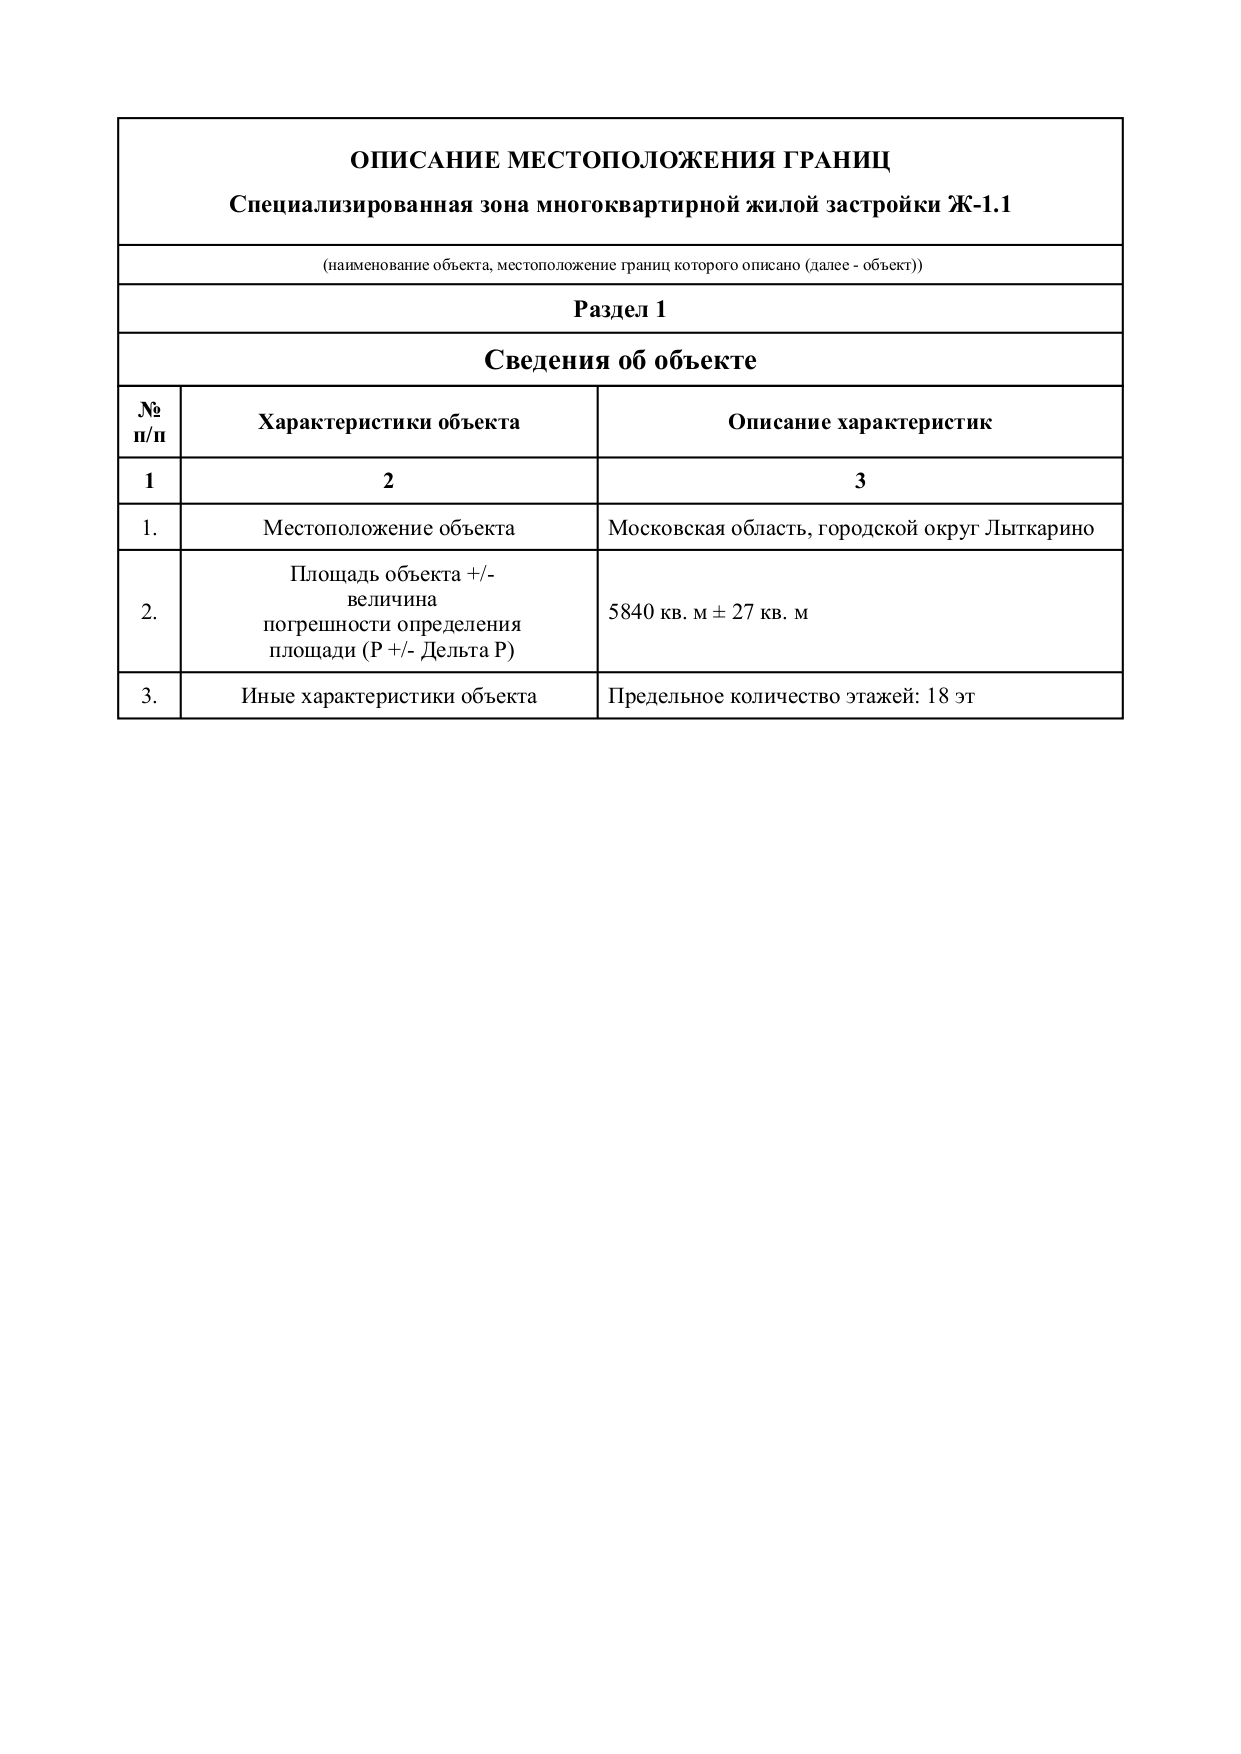 ОПИСАНИЕ МЕСТОПОЛОЖЕНИЯ ГРАНИЦ
Специализированная зона многоквартирной жилой застройки Ж-1.1
(наименование объекта, местоположение границ которого описано (далее - объект))
Раздел 1
Сведения об объекте
№
п/п
Характеристики объекта
Описание характеристик
1
2
3
1.
Местоположение объекта
Московская область, городской округ Лыткарино
2.
Площадь объекта +/-
величина
погрешности определения
площади (P +/- Дельта P)
5840 кв. м ± 27 кв. м
3.
Иные характеристики объекта
Предельное количество этажей: 18 эт